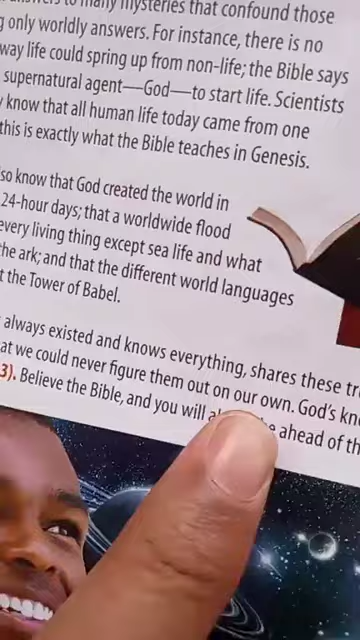 to many mysteries that confound those
g only worldly answers. For instance, there is no
way life could spring up from non-life; the Bible says
supernatural agent—God—to start life. Scientists
know that all human life today came from one
this is exactly what the Bible teaches in Genesis.
so know that God created the world in
24-hour days; that a worldwide flood
every living thing except sea life and what
the ark; and that the different world languages
t the Tower of Babel.
always existed and knows everything, shares these
at we could never figure them out on our own. God's
3). Believe the Bible, and you will ahead of